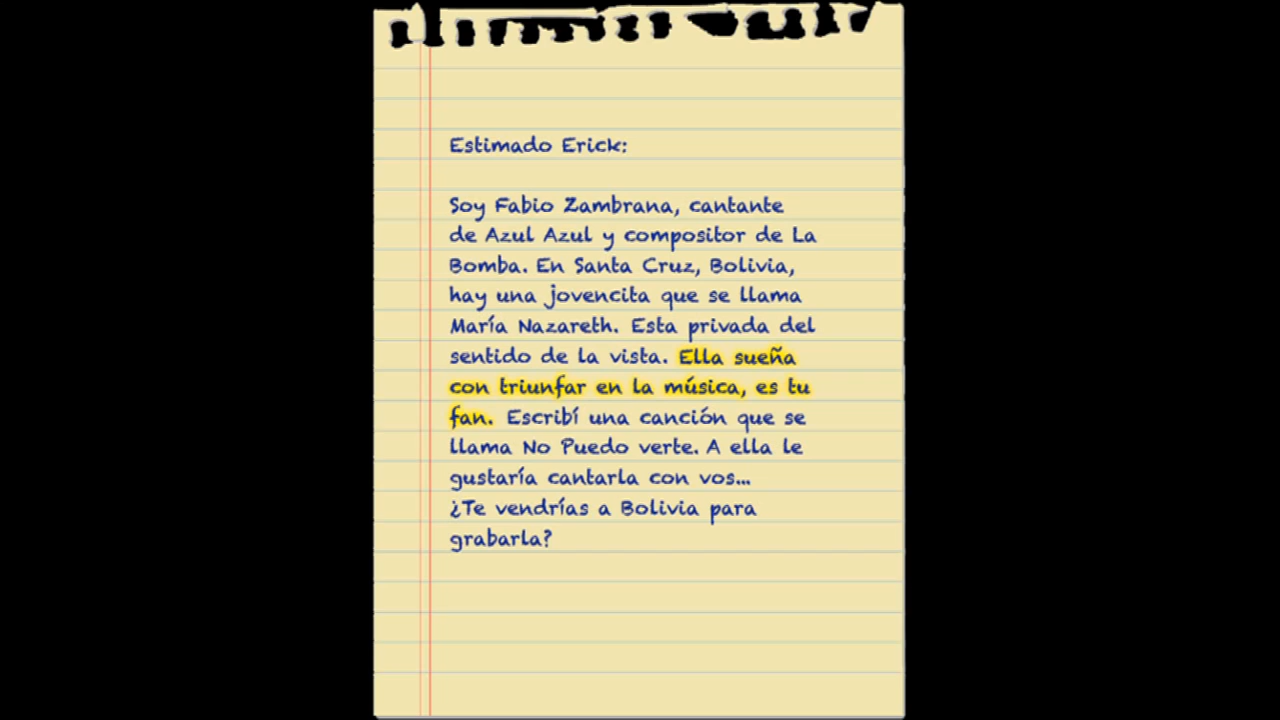 Estimado Erick:
Soy Fabio Zambrana, cantante
de Azul Azul y compositor de La
Bomba. En Santa Cruz, Bolivia,
hay una jovencita que se llama
María Nazareth. Esta privada del
sentido de la vista. Ella sueña
con triunfar en la música, es tu
fan. Escribí una canción que se
llama No Puedo verte. A ella le
gustaría cantarla con vos...
¿Te vendrías a Bolivia para
grabarla?